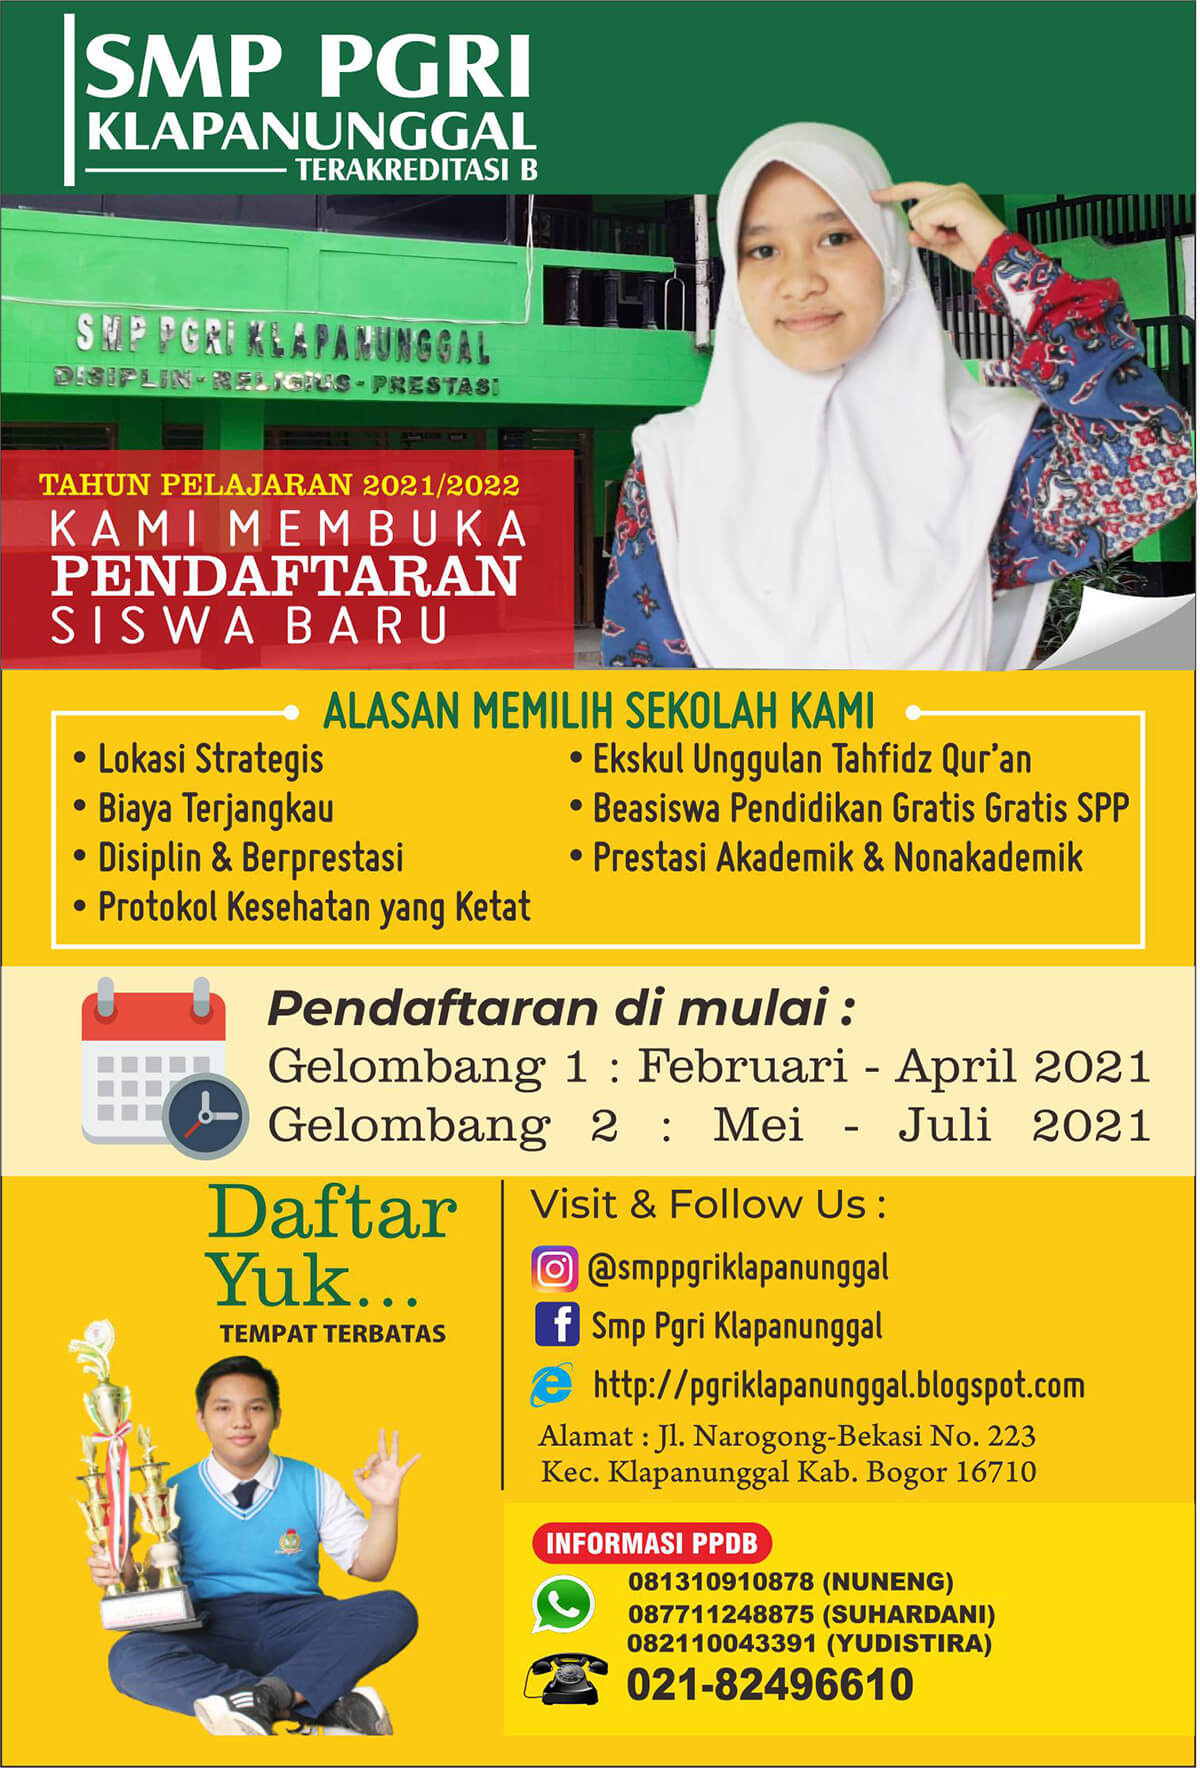 SMP PGRI
KLAPANUNGGAL
TERAKREDITASI B
SMP PGRI KLAPANUNGGAL
DISIPLIN - RELIGIUS - PRESTASI
TAHUN PELAJARAN 2021/2022
KAMI MEMBUKA
PENDAFTARAN
SISWA BARU
ALASAN MEMILIH SEKOLAH KAMI
• Lokasi Strategis
• Biaya Terjangkau
• Disiplin & Berprestasi
• Protokol Kesehatan yang Ketat
• Ekskul Unggulan Tahfidz Qur'an
• Beasiswa Pendidikan Gratis Gratis SPP
• Prestasi Akademik & Nonakademik
Pendaftaran di mulai :
Gelombang 1 : Februari - April 2021
Gelombang 2 : Mei - Juli 2021
Daftar
Yuk...
TEMPAT TERBATAS
Visit & Follow Us :
@smppgriklapanunggal
Smp Pgri Klapanunggal
http://pgriklapanunggal.blogspot.com
Alamat : Jl. Narogong-Bekasi No. 223
Kec. Klapanunggal Kab. Bogor 16710
INFORMASI PPDB
081310910878 (NUNENG)
087711248875 (SUHARDANI)
082110043391 (YUDISTIRA)
021-82496610